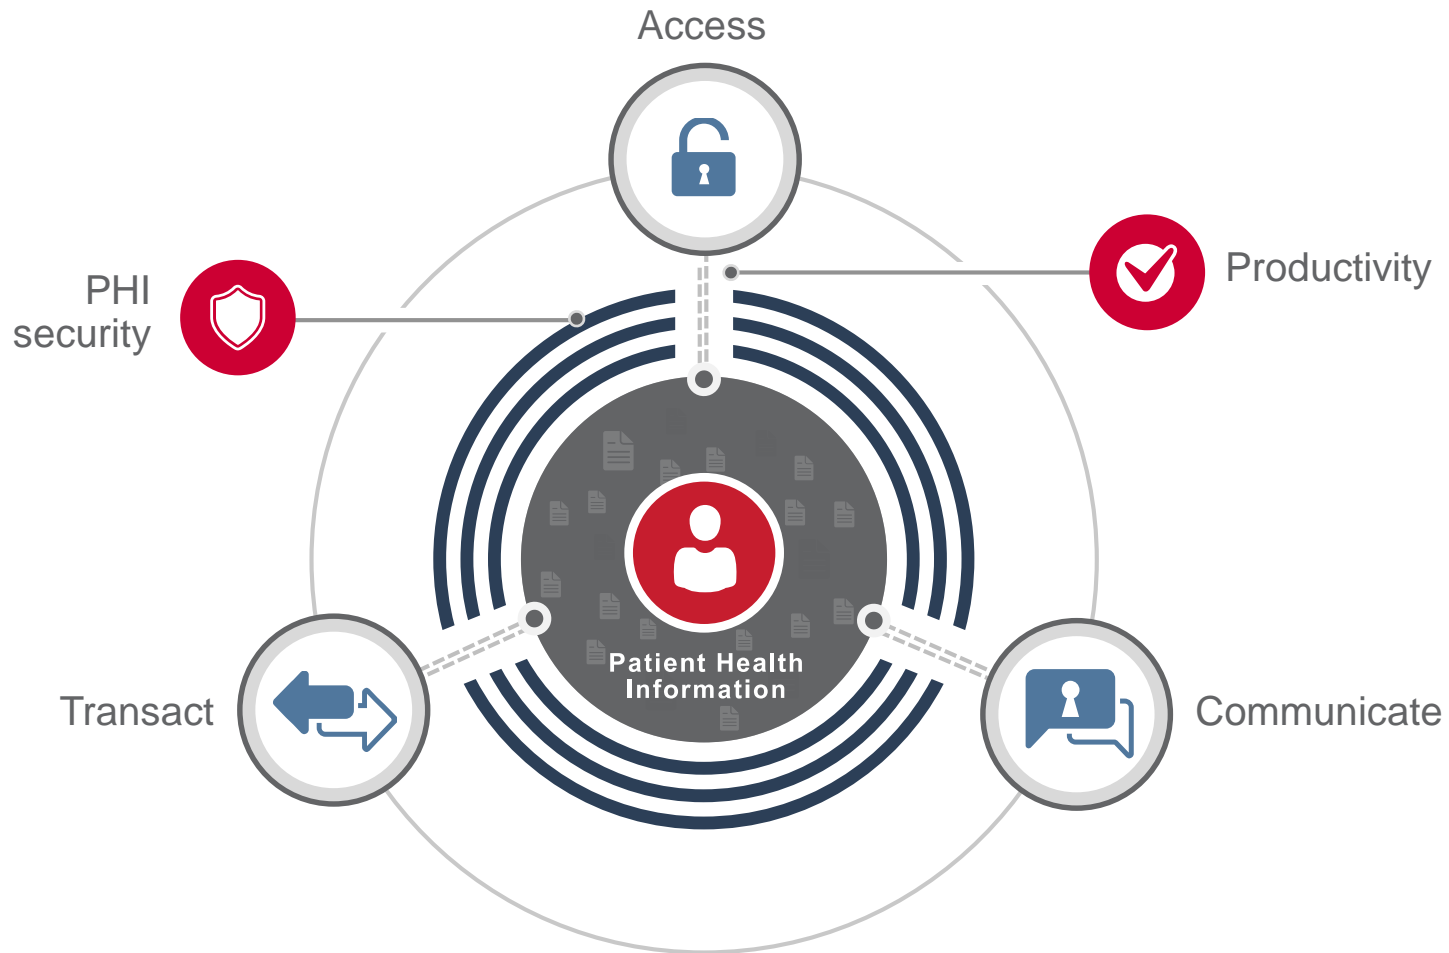 Access
Productivity
PHI
security
Patient Health
Information
Transact
Communicate